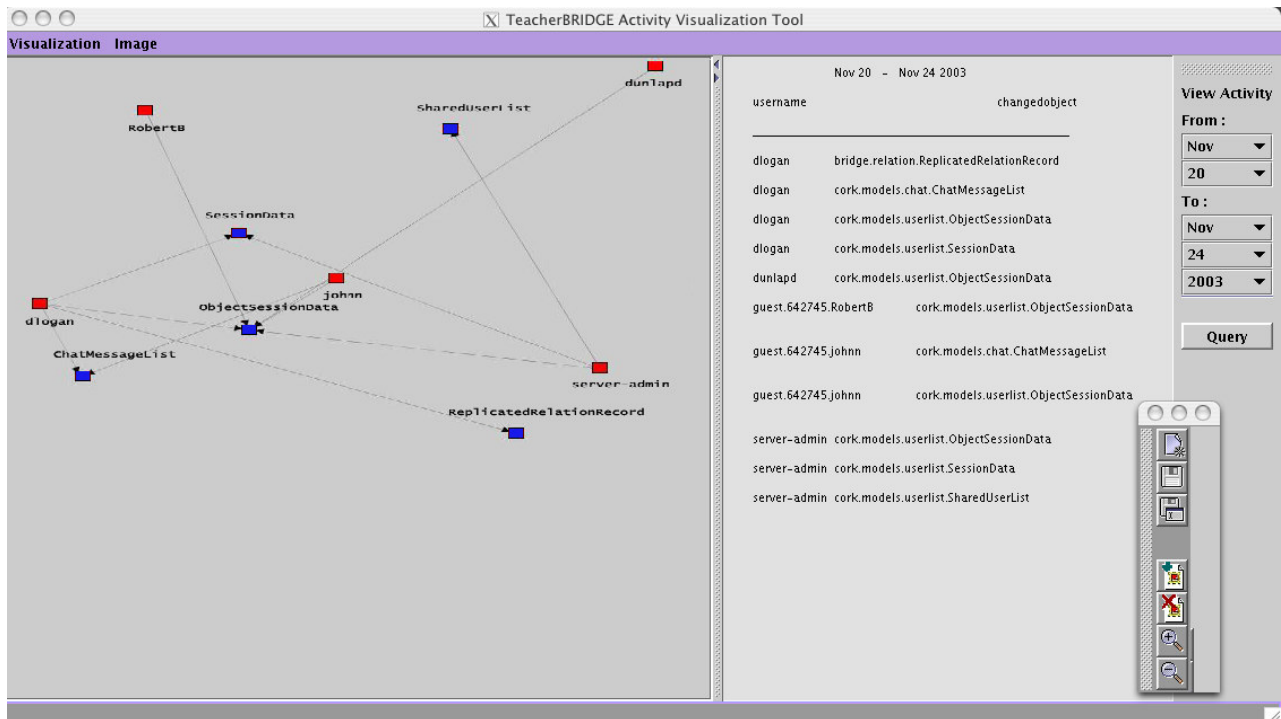 TeacherBRIDGE Activity Visualization Tool
Visualization Image
dunlapd
SharedUserList
RobertB
SessionData
johnn
ObjectSessionData
dlogan
ChatMessageList
server-admin
ReplicatedRelationRecord
Nov 20 - Nov 24 2003
username changedobject
dlogan bridge.relation.ReplicatedRelationRecord
dlogan cork.models.chat.ChatMessageList
dlogan cork.models.userlist.ObjectSessionData
dlogan cork.models.userlist.SessionData
dunlapd cork.models.userlist.ObjectSessionData
guest.642745.RobertB cork.models.userlist.ObjectSessionData
guest.642745.johnn cork.models.chat.ChatMessageList
guest.642745.johnn cork.models.userlist.ObjectSessionData
server-admin cork.models.userlist.ObjectSessionData
server-admin cork.models.userlist.SessionData
server-admin cork.models.userlist.SharedUserList
View Activity
From :
Nov
20
To :
Nov
24
2003
Query